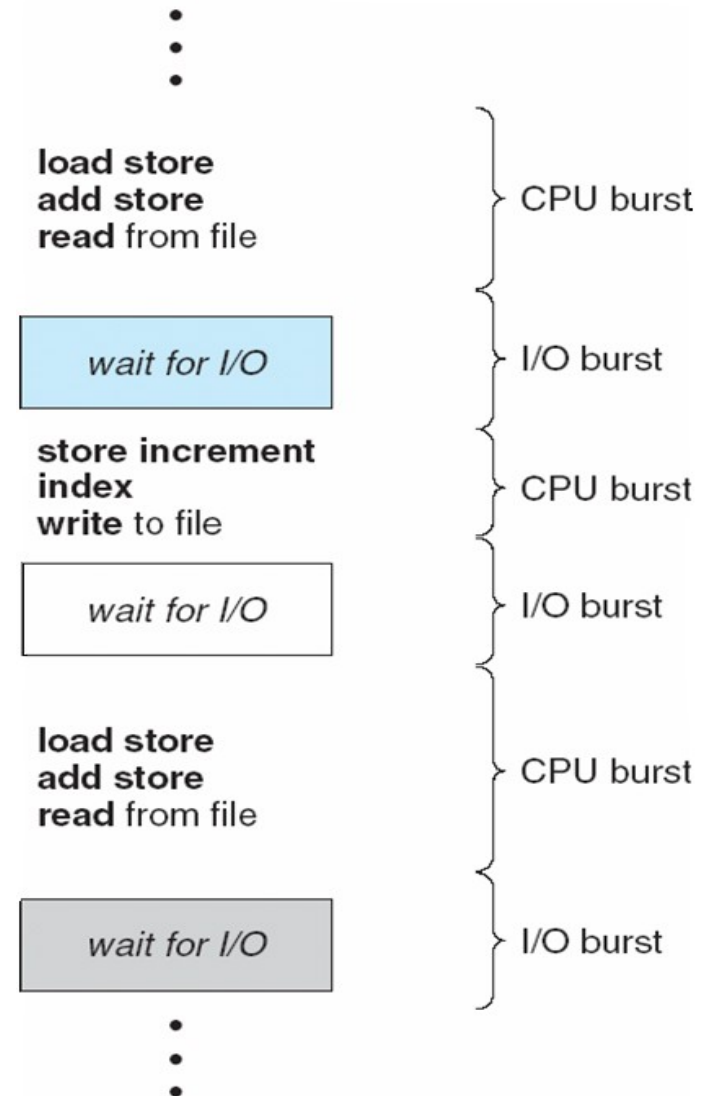 load store
add store
read from file
CPU burst
wait for I/O
I/O burst
store increment
index
write to file
CPU burst
wait for I/O
I/O burst
load store
add store
read from file
CPU burst
wait for I/O
I/O burst